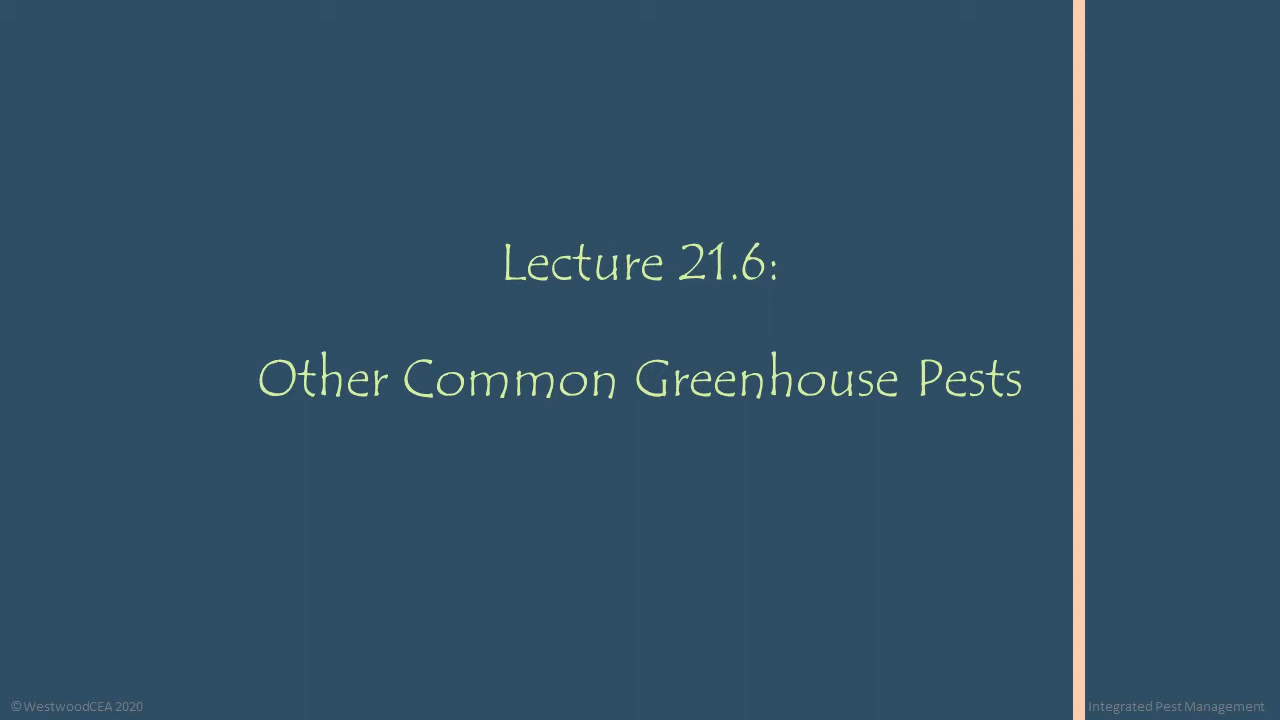 Lecture 21.6:
Other Common Greenhouse Pests
©WestwoodCEA 2020
Integrated Pest Management